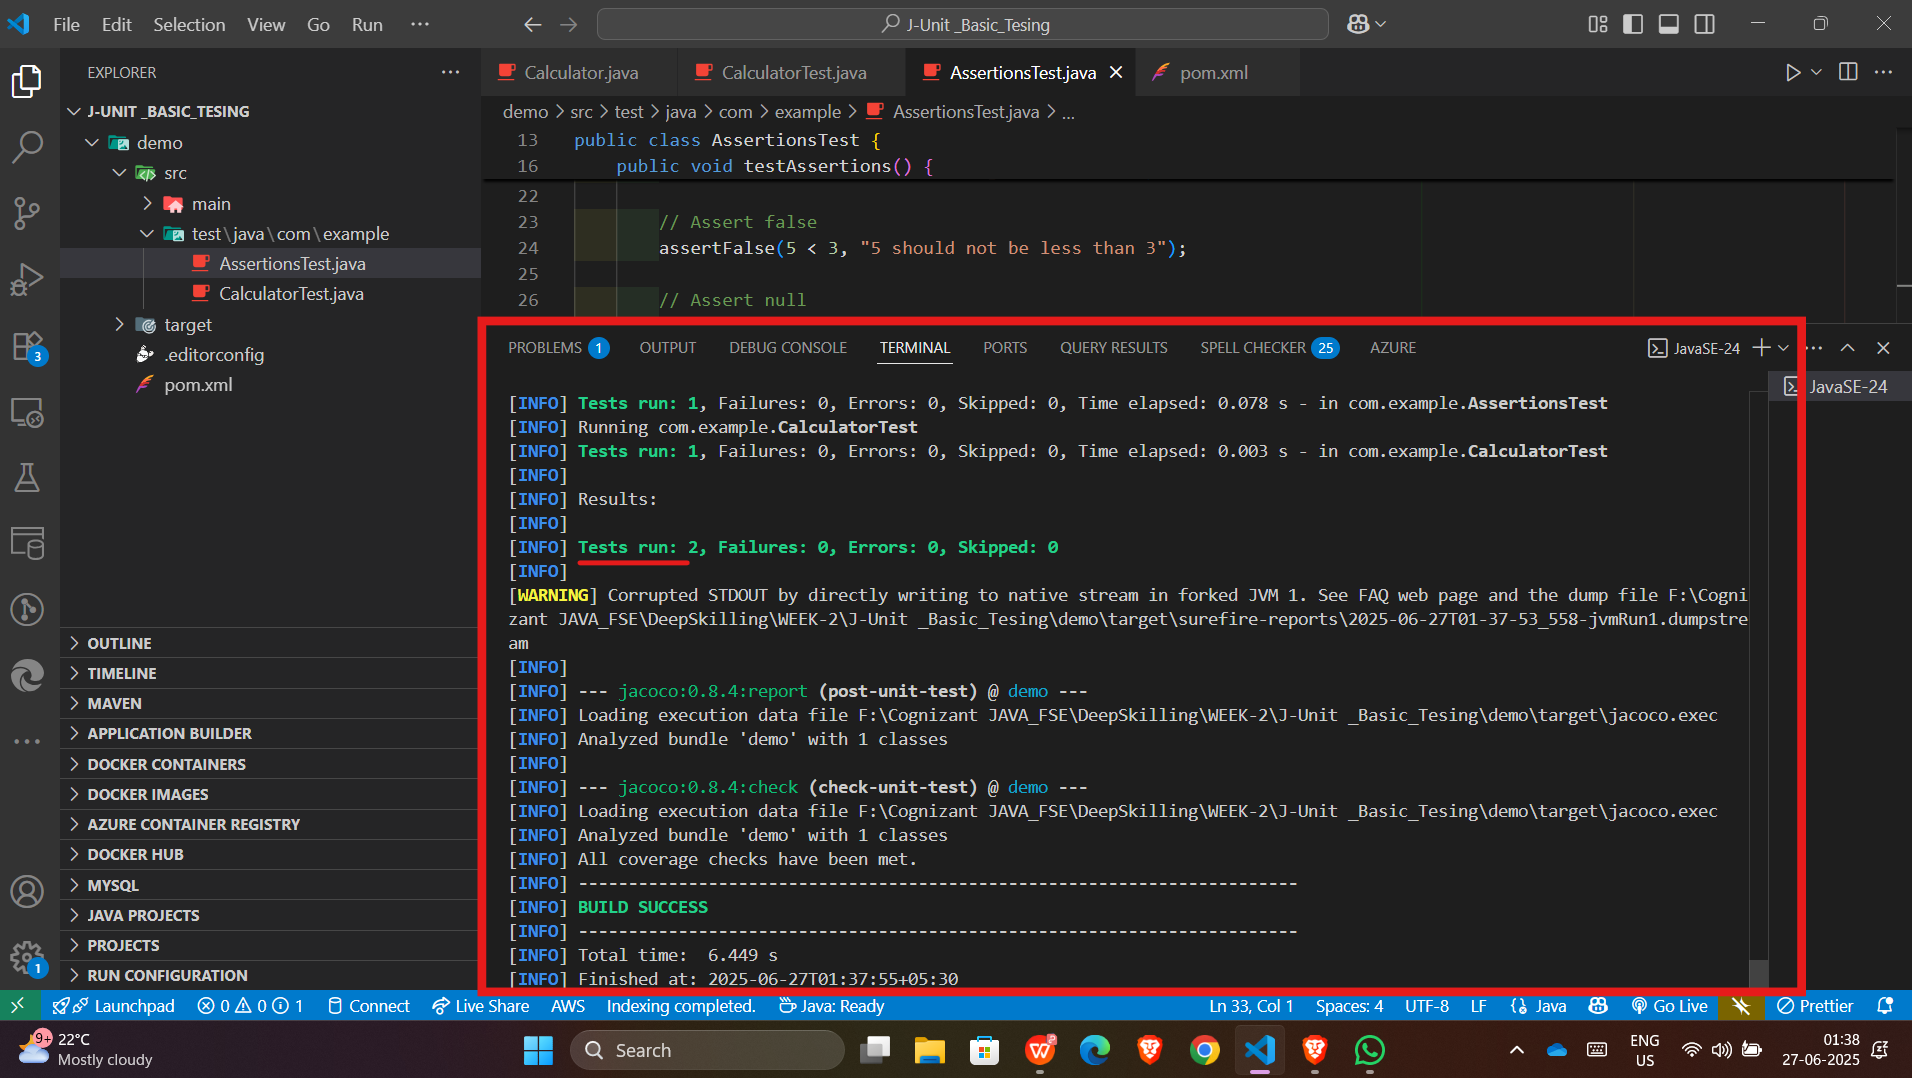 File Edit Selection View Go Run ···
J-Unit _Basic_Tesing
EXPLORER
J-UNIT _BASIC_TESING
demo
src
main
test\java\com\example
AssertionsTest.java
CalculatorTest.java
target
.editorconfig
pom.xml
OUTLINE
TIMELINE
MAVEN
APPLICATION BUILDER
DOCKER CONTAINERS
DOCKER IMAGES
AZURE CONTAINER REGISTRY
DOCKER HUB
MYSQL
JAVA PROJECTS
PROJECTS
RUN CONFIGURATION
3
1
Calculator.java CalculatorTest.java AssertionsTest.java pom.xml
demo > src > test > java > com > example > AssertionsTest.java > ...
13 public class AssertionsTest {
16 public void testAssertions() {
22
23 // Assert false
24 assertFalse(5 < 3, "5 should not be less than 3");
25
26 // Assert null
PROBLEMS 1 OUTPUT DEBUG CONSOLE TERMINAL PORTS QUERY RESULTS SPELL CHECKER 25 AZURE
JavaSE-24
JavaSE-24
[INFO] Tests run: 1, Failures: 0, Errors: 0, Skipped: 0, Time elapsed: 0.078 s - in com.example.AssertionsTest
[INFO] Running com.example.CalculatorTest
[INFO] Tests run: 1, Failures: 0, Errors: 0, Skipped: 0, Time elapsed: 0.003 s - in com.example.CalculatorTest
[INFO]
[INFO] Results:
[INFO]
[INFO] Tests run: 2, Failures: 0, Errors: 0, Skipped: 0
[INFO]
[WARNING] Corrupted STDOUT by directly writing to native stream in forked JVM 1. See FAQ web page and the dump file F:\Cogni
zant JAVA_FSE\DeepSkilling\WEEK-2\J-Unit _Basic_Tesing\demo\target\surefire-reports\2025-06-27T01-37-53_558-jvmRun1.dumpstre
am
[INFO]
[INFO] --- jacoco:0.8.4:report (post-unit-test) @ demo ---
[INFO] Loading execution data file F:\Cognizant JAVA_FSE\DeepSkilling\WEEK-2\J-Unit _Basic_Tesing\demo\target\jacoco.exec
[INFO] Analyzed bundle 'demo' with 1 classes
[INFO]
[INFO] --- jacoco:0.8.4:check (check-unit-test) @ demo ---
[INFO] Loading execution data file F:\Cognizant JAVA_FSE\DeepSkilling\WEEK-2\J-Unit _Basic_Tesing\demo\target\jacoco.exec
[INFO] Analyzed bundle 'demo' with 1 classes
[INFO] All coverage checks have been met.
[INFO] ------------------------------------------------------------------------
[INFO] BUILD SUCCESS
[INFO] ------------------------------------------------------------------------
[INFO] Total time:  6.449 s
[INFO] Finished at: 2025-06-27T01:37:55+05:30
Launchpad 0 0 1 Connect Live Share AWS Indexing completed. Java: Ready Ln 33, Col 1 Spaces: 4 UTF-8 LF {} Java Go Live Prettier
9+
22°C
Mostly cloudy
Search
ENG
US
01:38
27-06-2025